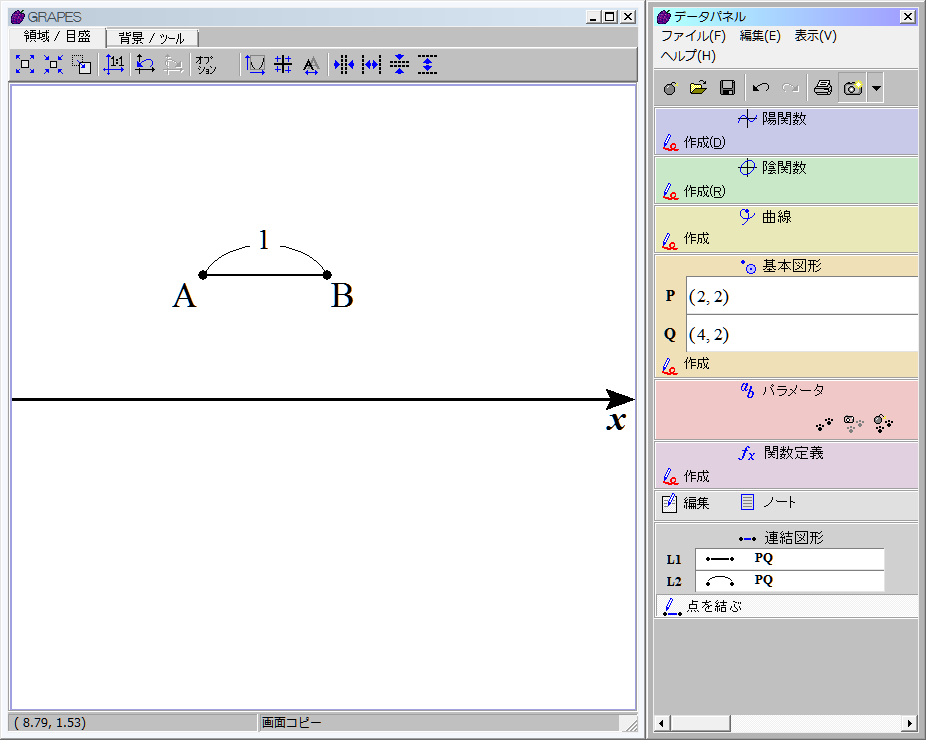 GRAPES
領域 / 目盛
背景 / ツール
1:1
オプション
A
1
A
B
x
( 8.79, 1.53)
画面コピー
データパネル
ファイル(F) 編集(E) 表示(V)
ヘルプ(H)
陽関数
作成(D)
陰関数
作成(R)
曲線
作成
基本図形
P (2, 2)
Q (4, 2)
作成
ab パラメータ
fx 関数定義
作成
編集 ノート
連結図形
L1 PQ
L2 PQ
点を結ぶ